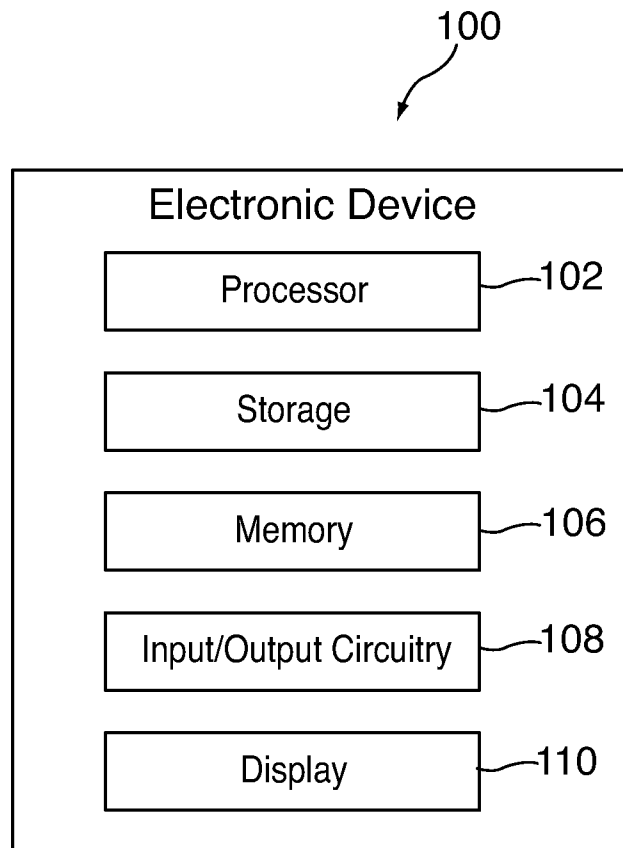 100
Electronic Device
Processor 102
Storage 104
Memory 106
Input/Output Circuitry 108
Display 110